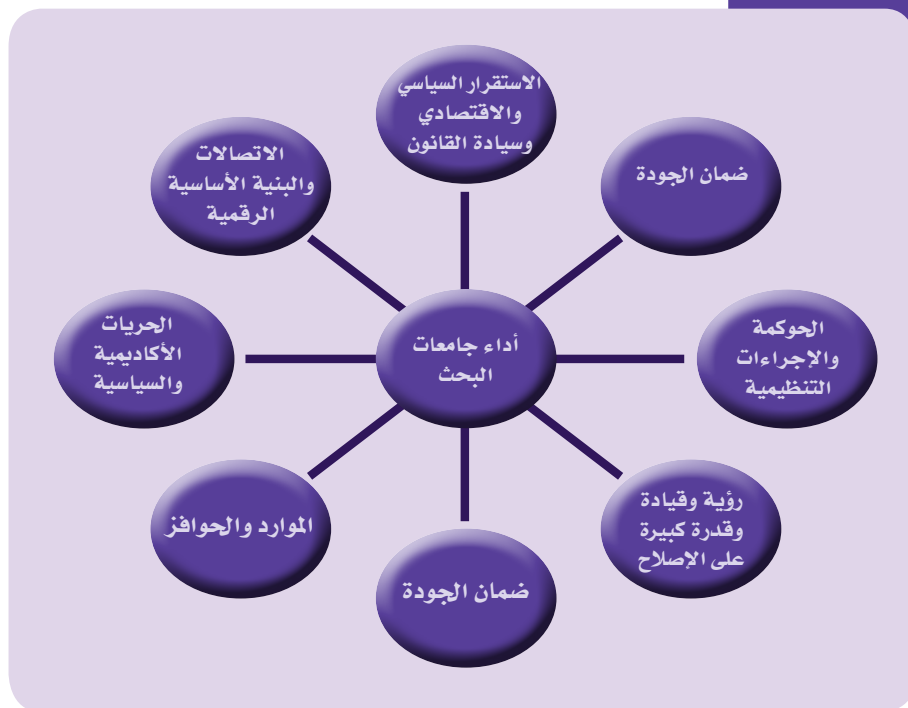 الاستقرار السياسي
والاقتصادي
وسيادة القانون
ضمان الجودة
الحوكمة
والإجراءات
التنظيمية
رؤية وقيادة
وقدرة كبيرة
على الإصلاح
ضمان الجودة
الموارد والحوافز
الحريات
الأكاديمية
والسياسية
الاتصالات
والبنية الأساسية
الرقمية
أداء جامعات
البحث